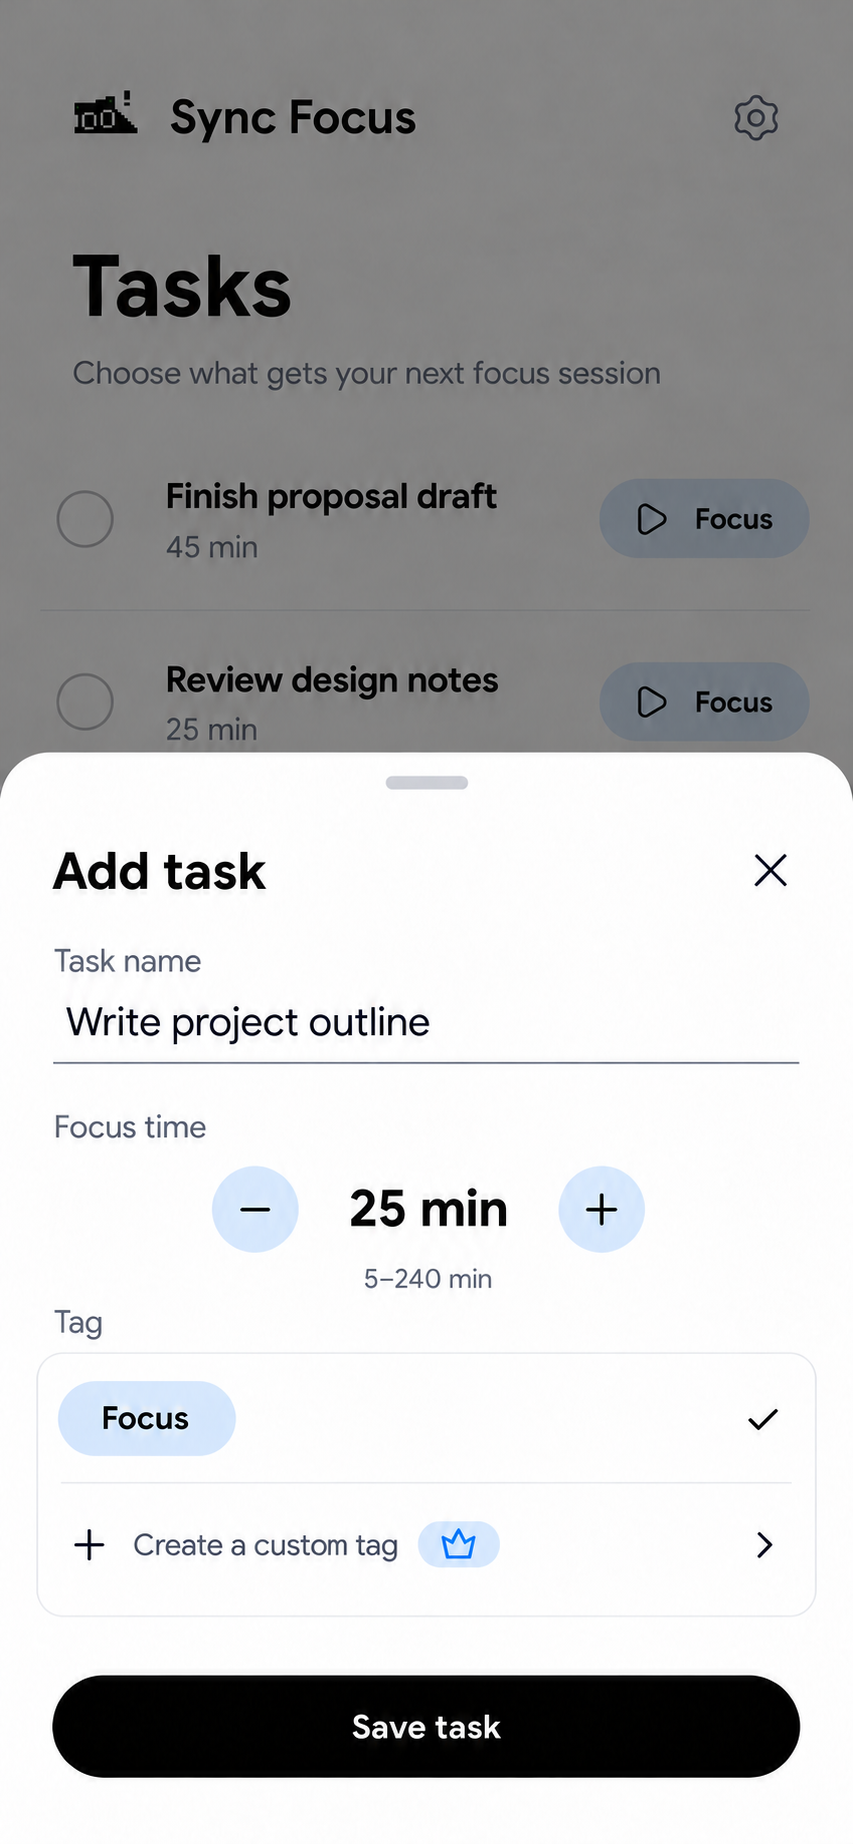 Sync Focus
Tasks
Choose what gets your next focus session
Finish proposal draft
45 min
Focus
Review design notes
25 min
Focus
Add task
Task name
Write project outline
Focus time
25 min
5–240 min
Tag
Focus
Create a custom tag
Save task